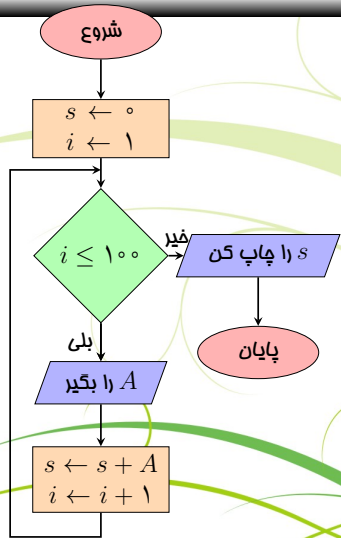 شروع
s ← ۰
i ← ۱
i ≤ ۱۰۰
خیر
s را چاپ کن
پایان
بلی
A را بگیر
s ← s + A
i ← i + ۱